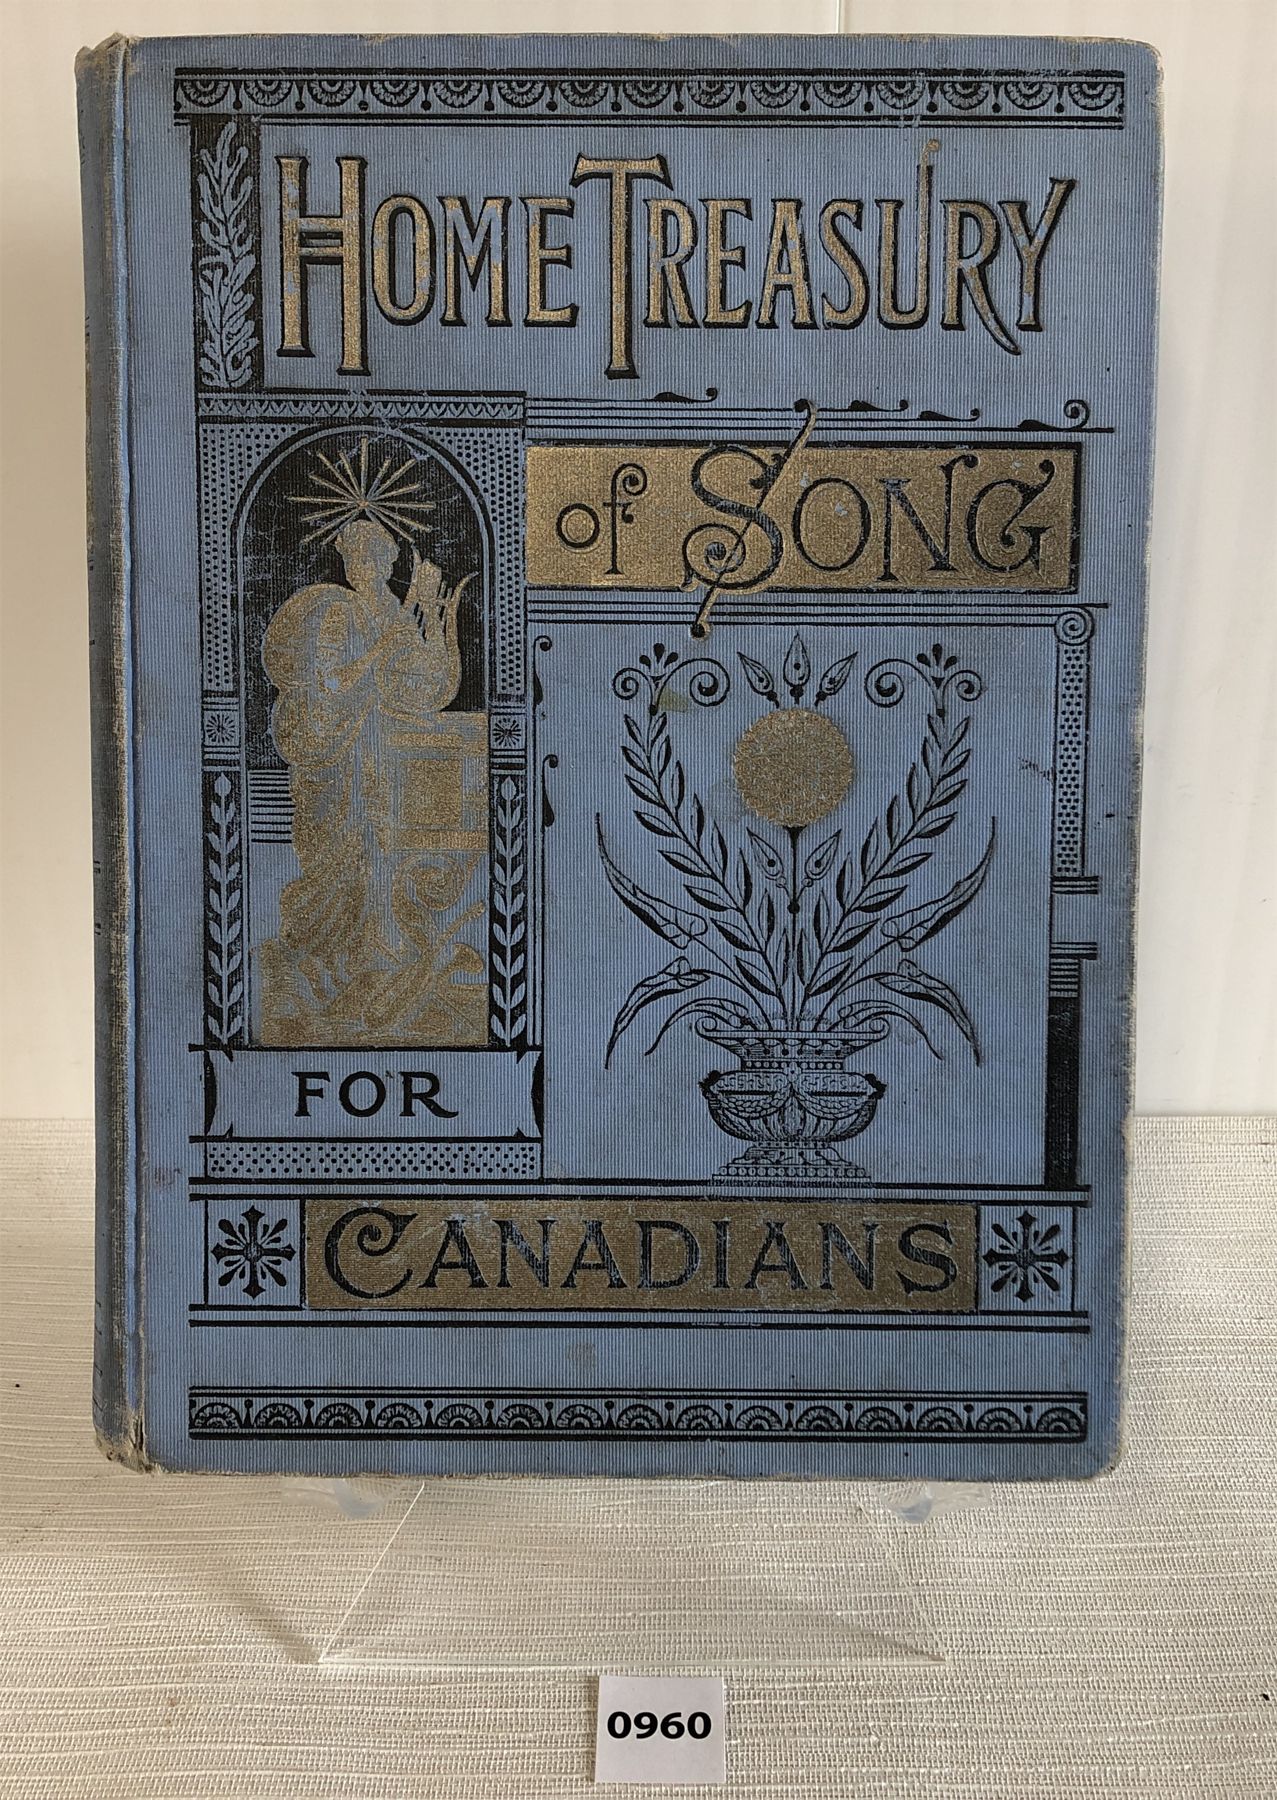 HOME TREASURY
of SONG
FOR
CANADIANS
0960